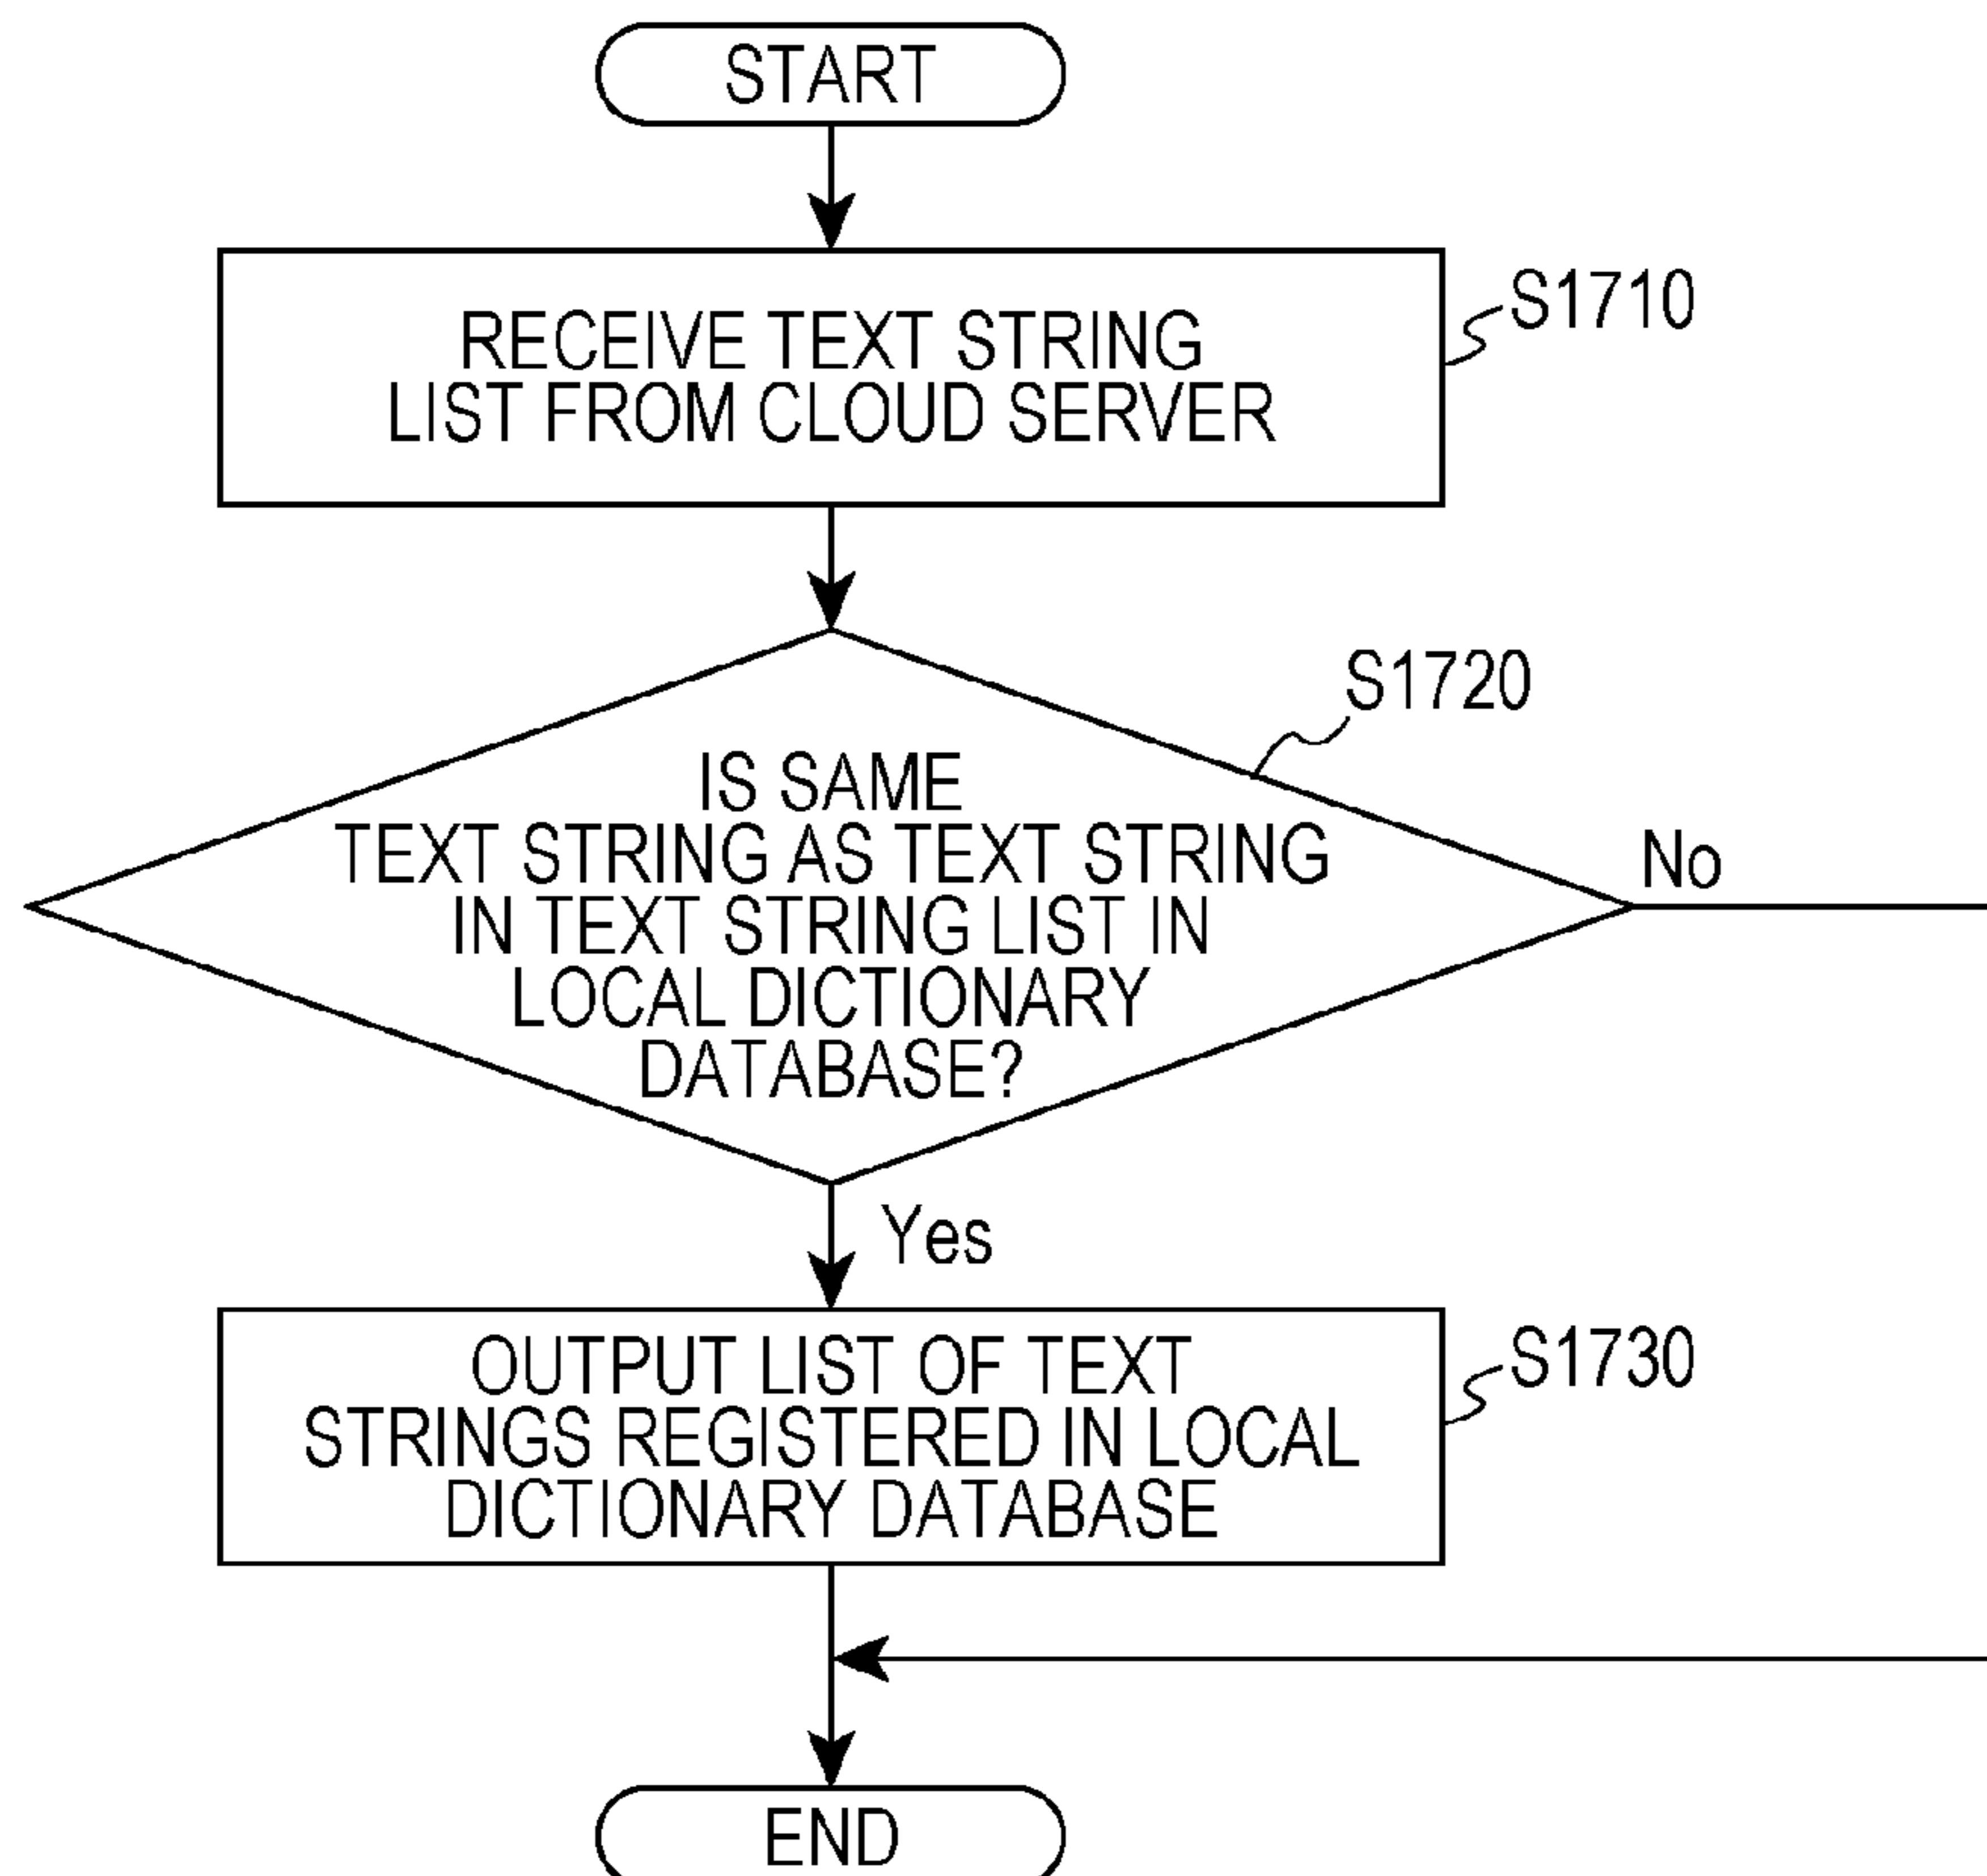 START
RECEIVE TEXT STRING
LIST FROM CLOUD SERVER
S1710
S1720
IS SAME
TEXT STRING AS TEXT STRING
IN TEXT STRING LIST IN
LOCAL DICTIONARY
DATABASE?
No
Yes
OUTPUT LIST OF TEXT
STRINGS REGISTERED IN LOCAL
DICTIONARY DATABASE
S1730
END